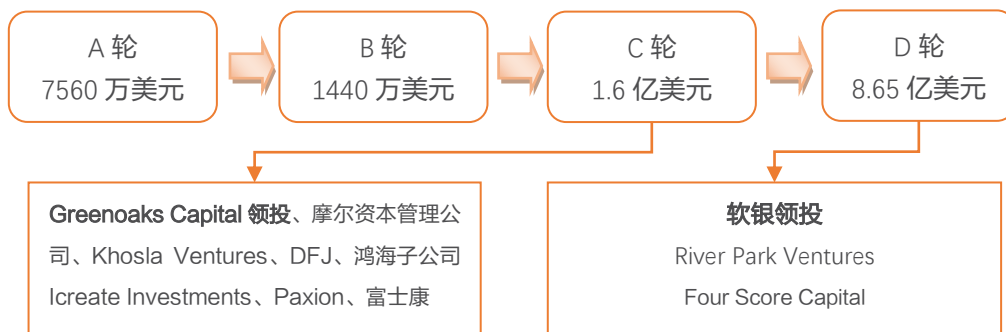 A 轮
7560 万美元
B 轮
1440 万美元
C 轮
1.6 亿美元
D 轮
8.65 亿美元
Greenoaks Capital 领投、摩尔资本管理公
司、Khosla Ventures、DFJ、鸿海子公司
Icreate Investments、Paxion、富士康
软银领投
River Park Ventures
Four Score Capital